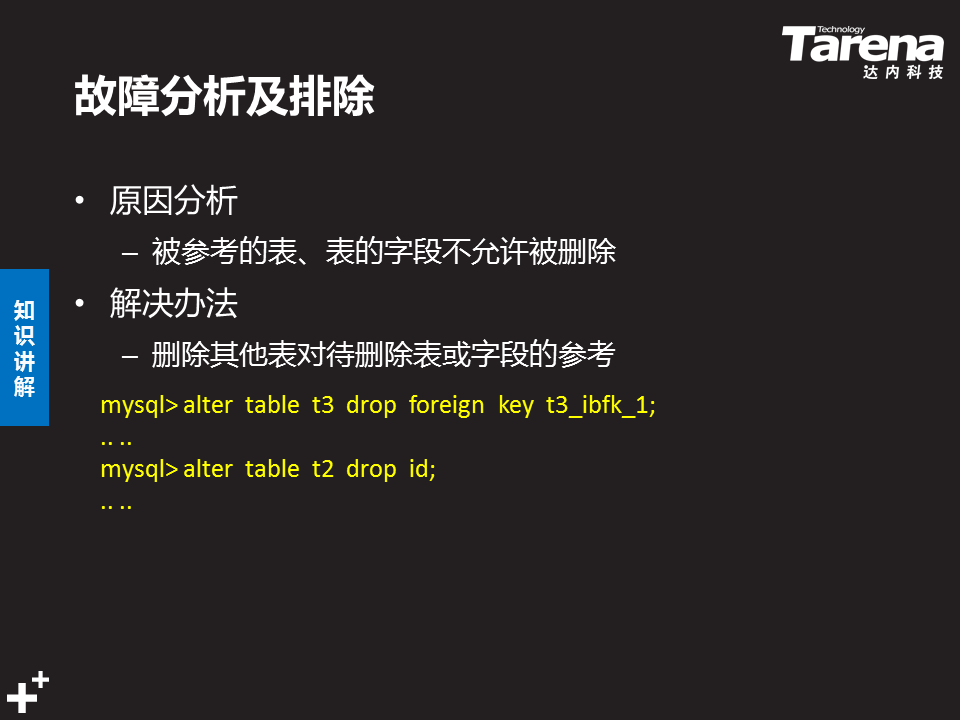 Technology
Tarena
达内科技
故障分析及排除
• 原因分析
– 被参考的表、表的字段不允许被删除
• 解决办法
– 删除其他表对待删除表或字段的参考
知识讲解
mysql> alter table t3 drop foreign key t3_ibfk_1;
.. ..
mysql> alter table t2 drop id;
.. ..